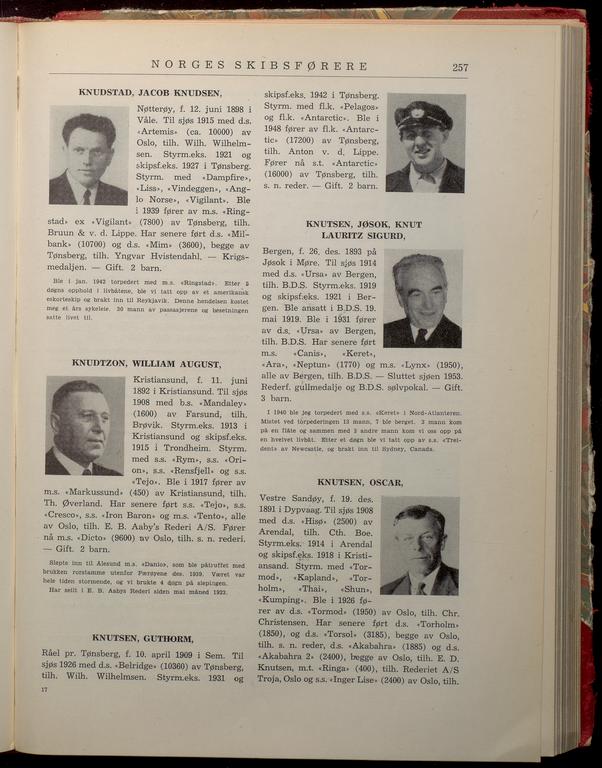 NORGES SKIBSFØRERE
257
KNUDSTAD, JACOB KNUDSEN,
Nøtterøy, f. 12. juni 1898 i
Våle. Til sjøs 1915 med d.s.
«Artemis» (ca. 10000) av
Oslo, tilh. Wilh. Wilhelm-
sen. Styrm.eks. 1921 og
skipsf.eks. 1927 i Tønsberg.
Styrm. med «Dampfire»,
«Liss», «Vindeggen», «Ang-
lo Norse», «Vigilant». Ble
i 1939 fører av m.s. «Ring-
stad» ex «Vigilant» (7800) av Tønsberg, tilh.
Bruun & v. d. Lippe. Har senere ført d.s. «Mil-
bank» (10700) og d.s. «Mim» (3600), begge av
Tønsberg, tilh. Yngvar Hvistendahl. — Krigs-
medaljen. — Gift. 2 barn.
Ble i jan. 1942 torpedert med m.s. «Ringstad». Etter 5
døgns opphold i livbåtene, ble vi tatt opp av et amerikansk
eskorteskip og brakt inn til Reykjavik. Denne hendelsen kostet
meg et års sykeleie. 30 mann av passasjerene og besetningen
satte livet til.
KNUDTZON, WILLIAM AUGUST,
Kristiansund, f. 11. juni
1892 i Kristiansund. Til sjøs
1908 med b.s. «Mandaley»
(1600) av Farsund, tilh.
Brøvik. Styrm.eks. 1913 i
Kristiansund og skipsf.eks.
1915 i Trondheim. Styrm.
med s.s. «Rym», s.s. «Ori-
on», s.s. «Rensfjell» og s.s.
«Tejo». Ble i 1917 fører av
m.s. «Markussund» (450) av Kristiansund, tilh.
Th. Øverland. Har senere ført s.s. «Tejo», s.s.
«Cresco», s.s. «Iron Baron» og m.s. «Tento», alle
av Oslo, tilh. E. B. Aaby's Rederi A/S. Fører
nå m.s. «Dicto» (9600) av Oslo, tilh. s. n. rederi.
— Gift. 2 barn.
Slepte inn til Ålesund m.s. «Danio», som ble påtruffet med
brukken rorstamme utenfor Færøyene des. 1939. Været var
hele tiden stormende, og vi brukte 4 døgn på slepingen.
Har seilt i E. B. Aabys Rederi siden mai måned 1923.
KNUTSEN, GUTHORM,
Råel pr. Tønsberg, f. 10. april 1909 i Sem. Til
sjøs 1926 med d.s. «Belridge» (10360) av Tønsberg,
tilh. Wilh. Wilhelmsen. Styrm.eks. 1931 og
17
skipsf.eks. 1942 i Tønsberg.
Styrm. med fl.k. «Pelagos»
og fl.k. «Antarctic». Ble i
1948 fører av fl.k. «Antarc-
tic» (17200) av Tønsberg,
tilh. Anton v. d. Lippe.
Fører nå s.t. «Antarctic»
(16000) av Tønsberg, tilh.
s. n. reder. — Gift. 2 barn.
KNUTSEN, JØSOK, KNUT
LAURITZ SIGURD,
Bergen, f. 26. des. 1893 på
Jøsok i Møre. Til sjøs 1914
med d.s. «Ursa» av Bergen,
tilh. B.D.S. Styrm.eks. 1919
og skipsf.eks. 1921 i Ber-
gen. Ble ansatt i B.D.S. 19.
mai 1919. Ble i 1931 fører
av d.s. «Ursa» av Bergen,
tilh. B.D.S. Har senere ført
m.s. «Canis», «Keret»,
«Ara», «Neptun» (1770) og m.s. «Lynx» (1950),
alle av Bergen, tilh. B.D.S. — Sluttet sjøen 1953.
Rederf. gullmedalje og B.D.S. sølvpokal. — Gift.
3 barn.
I 1940 ble jeg torpedert med s.s. «Keret» i Nord-Atlanteren.
Mistet ved torpederingen 13 mann, 7 ble berget. 3 mann kom
på en flåte og sammen med 3 andre mann kom vi oss opp på
en hvelvet livbåt. Etter et døgn ble vi tatt opp av s.s. «Trei-
dent» av Newcastle, og brakt inn til Sydney, Canada.
KNUTSEN, OSCAR,
Vestre Sandøy, f. 19. des.
1891 i Dypvaag. Til sjøs 1908
med d.s. «Hisø» (2500) av
Arendal, tilh. Cth. Boe.
Styrm.eks. 1914 i Arendal
og skipsf.eks. 1918 i Kristi-
ansand. Styrm. med «Tor-
mod», «Kapland», «Tor-
holm», «Thai», «Shun»,
«Kumping». Ble i 1926 fø-
rer av d.s. «Tormod» (1950) av Oslo, tilh. Chr.
Christensen. Har senere ført d.s. «Torholm»
(1850), og d.s. «Torsol» (3185), begge av Oslo,
tilh. s. n. reder, d.s. «Akabahra» (1885) og d.s.
«Akabahra 2» (2400), begge av Oslo, tilh. E. D.
Knutsen, m.t. «Ringa» (400), tilh. Rederiet A/S
Troja, Oslo og s.s. «Inger Lise» (2400) av Oslo, tilh.